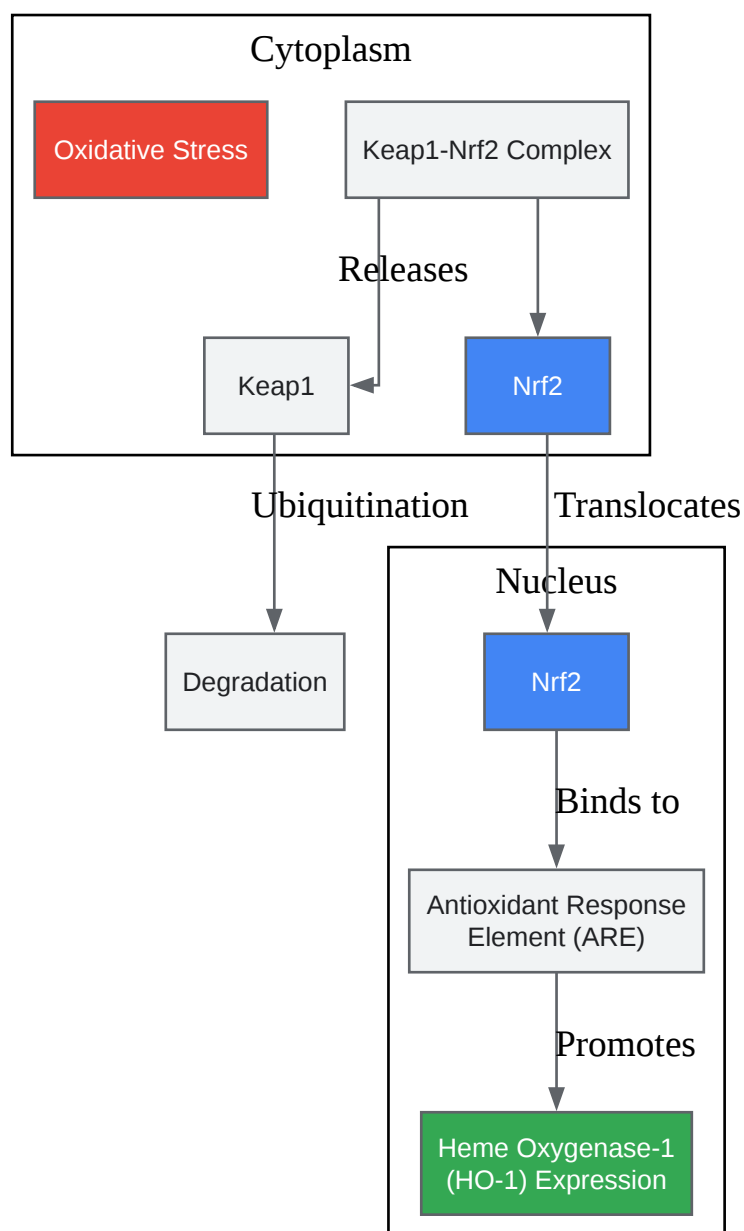 Cytoplasm
Oxidative Stress
Keap1-Nrf2 Complex
Releases
Keap1
Nrf2
Ubiquitination
Translocates
Nucleus
Degradation
Nrf2
Binds to
Antioxidant Response
Element (ARE)
Promotes
Heme Oxygenase-1
(HO-1) Expression